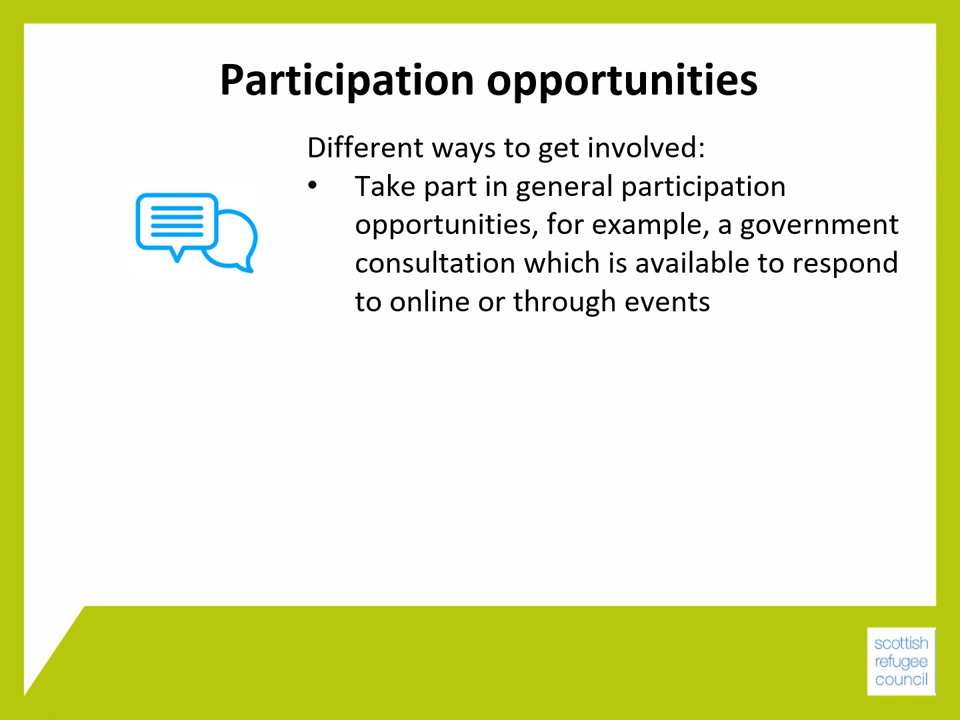 Participation opportunities
Different ways to get involved:
• Take part in general participation
opportunities, for example, a government
consultation which is available to respond
to online or through events
scottish
refugee
council